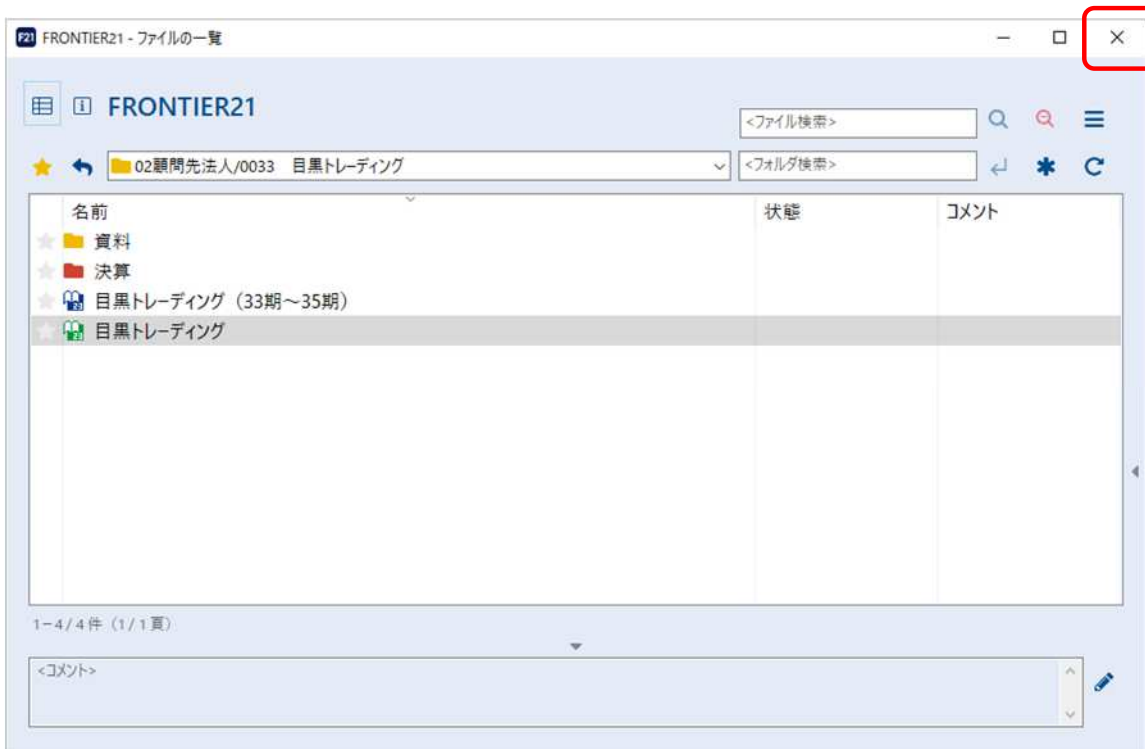 F21 FRONTIER21 - ファイルの一覧
FRONTIER21
<ファイル検索>
02顧問先法人/0033　目黒トレーディング
<フォルダ検索>
名前 状態 コメント
資料
決算
目黒トレーディング（33期～35期）
目黒トレーディング
1-4/4件（1/1頁）
<コメント>